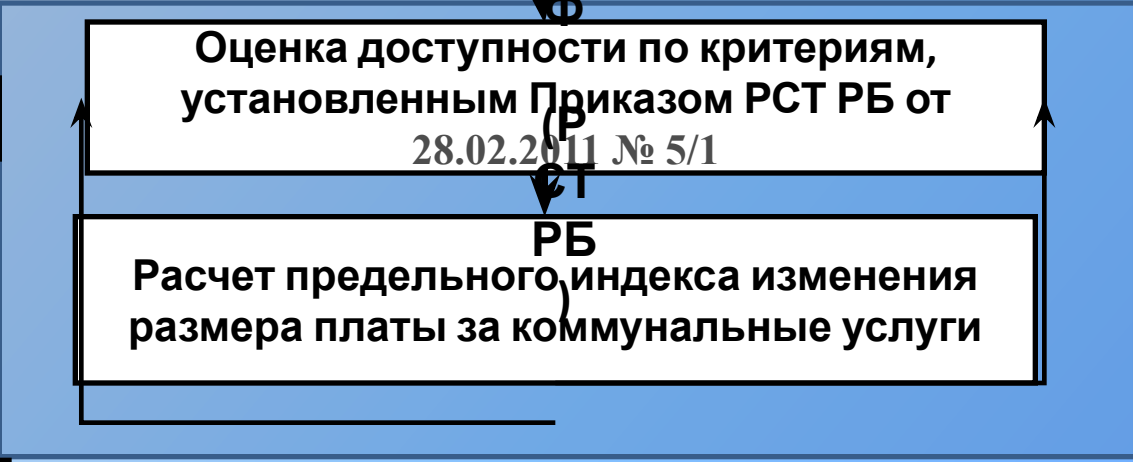 Ф
Оценка доступности по критериям,
установленным Приказом РСТ РБ от
(Р
28.02.2011 № 5/1
СТ
РБ
Расчет предельного индекса изменения
)
размера платы за коммунальные услуги